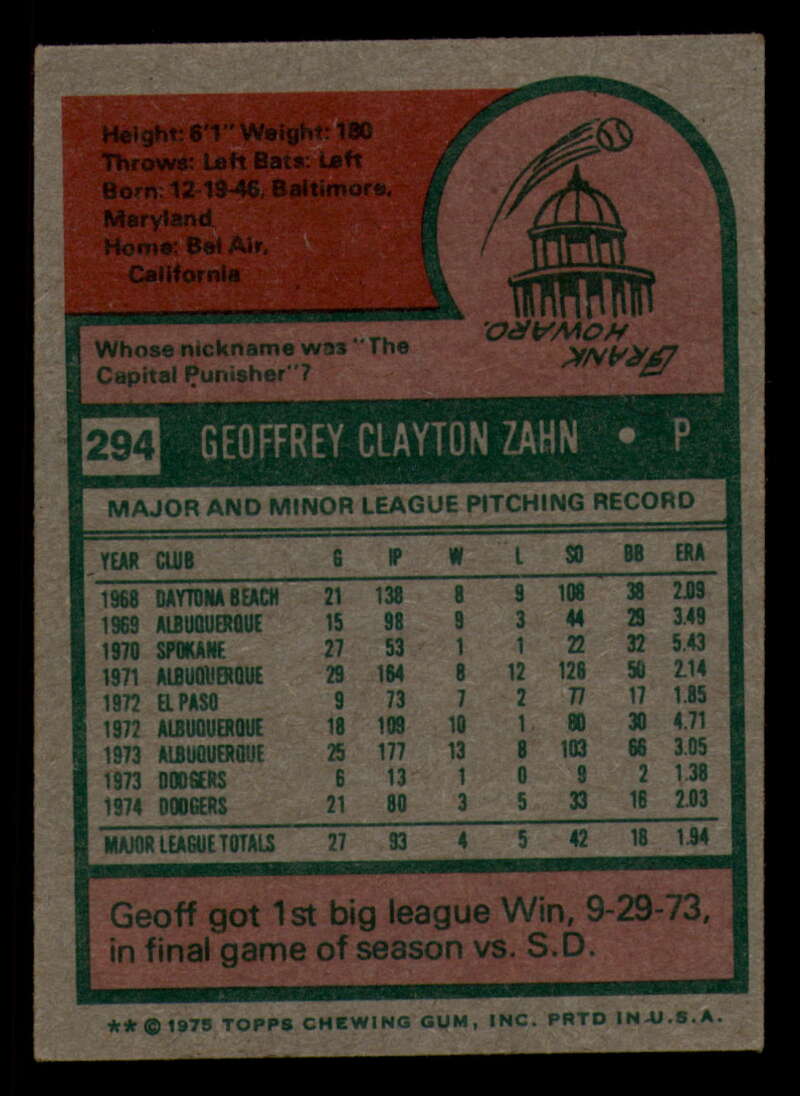 Height: 6'1" Weight: 180
Throws: Left Bats: Left
Born: 12-19-46, Baltimore,
Maryland
Home: Bel Air,
California
Whose nickname was "The
Capital Punisher"?
FRANK
HOWARD.
294 GEOFFREY CLAYTON ZAHN • P
MAJOR AND MINOR LEAGUE PITCHING RECORD
YEAR CLUB G IP W L SO BB ERA
1968 DAYTONA BEACH 21 138 8 9 108 38 2.09
1969 ALBUQUERQUE 15 98 9 3 44 29 3.49
1970 SPOKANE 27 53 1 1 22 32 5.43
1971 ALBUQUERQUE 29 164 8 12 126 50 2.14
1972 EL PASO 9 73 7 2 77 17 1.85
1972 ALBUQUERQUE 18 109 10 1 80 30 4.71
1973 ALBUQUERQUE 25 177 13 8 103 66 3.05
1973 DODGERS 6 13 1 0 9 2 1.38
1974 DODGERS 21 80 3 5 33 16 2.03
MAJOR LEAGUE TOTALS 27 93 4 5 42 18 1.94
Geoff got 1st big league Win, 9-29-73,
in final game of season vs. S.D.
** © 1975 TOPPS CHEWING GUM, INC. PRTD IN U.S.A.